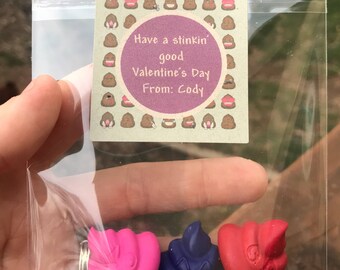 Have a stinkin'
good
Valentine's Day
From: Cody